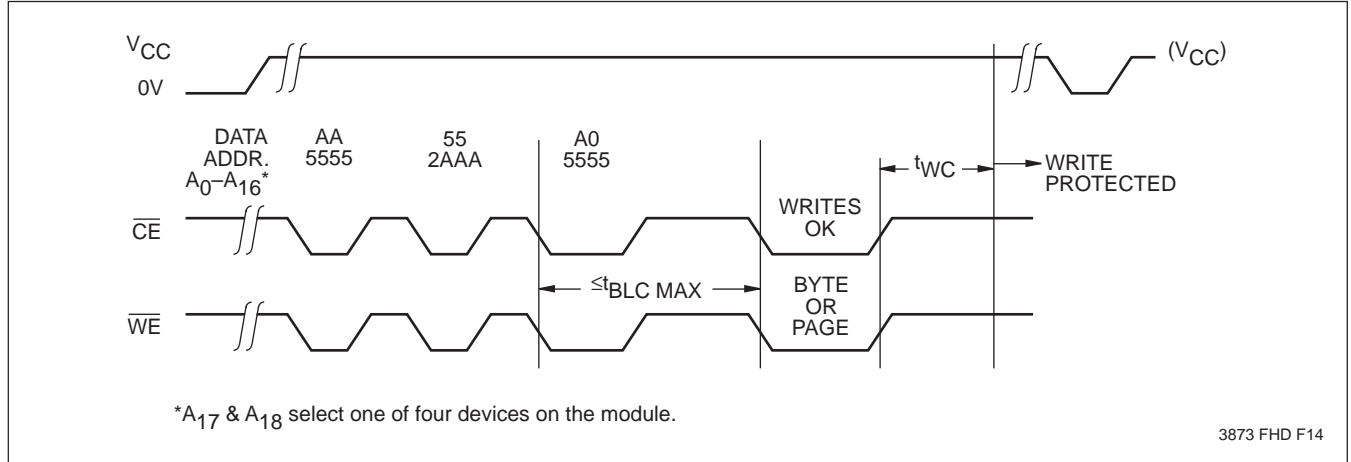 VCC
(VCC)
0V
DATA AA 55 A0
ADDR. 5555 2AAA 5555
A0–A16*
tWC
WRITE
PROTECTED
CE
WRITES
OK
≤tBLC MAX
BYTE
OR
PAGE
WE
*A17 & A18 select one of four devices on the module.
3873 FHD F14